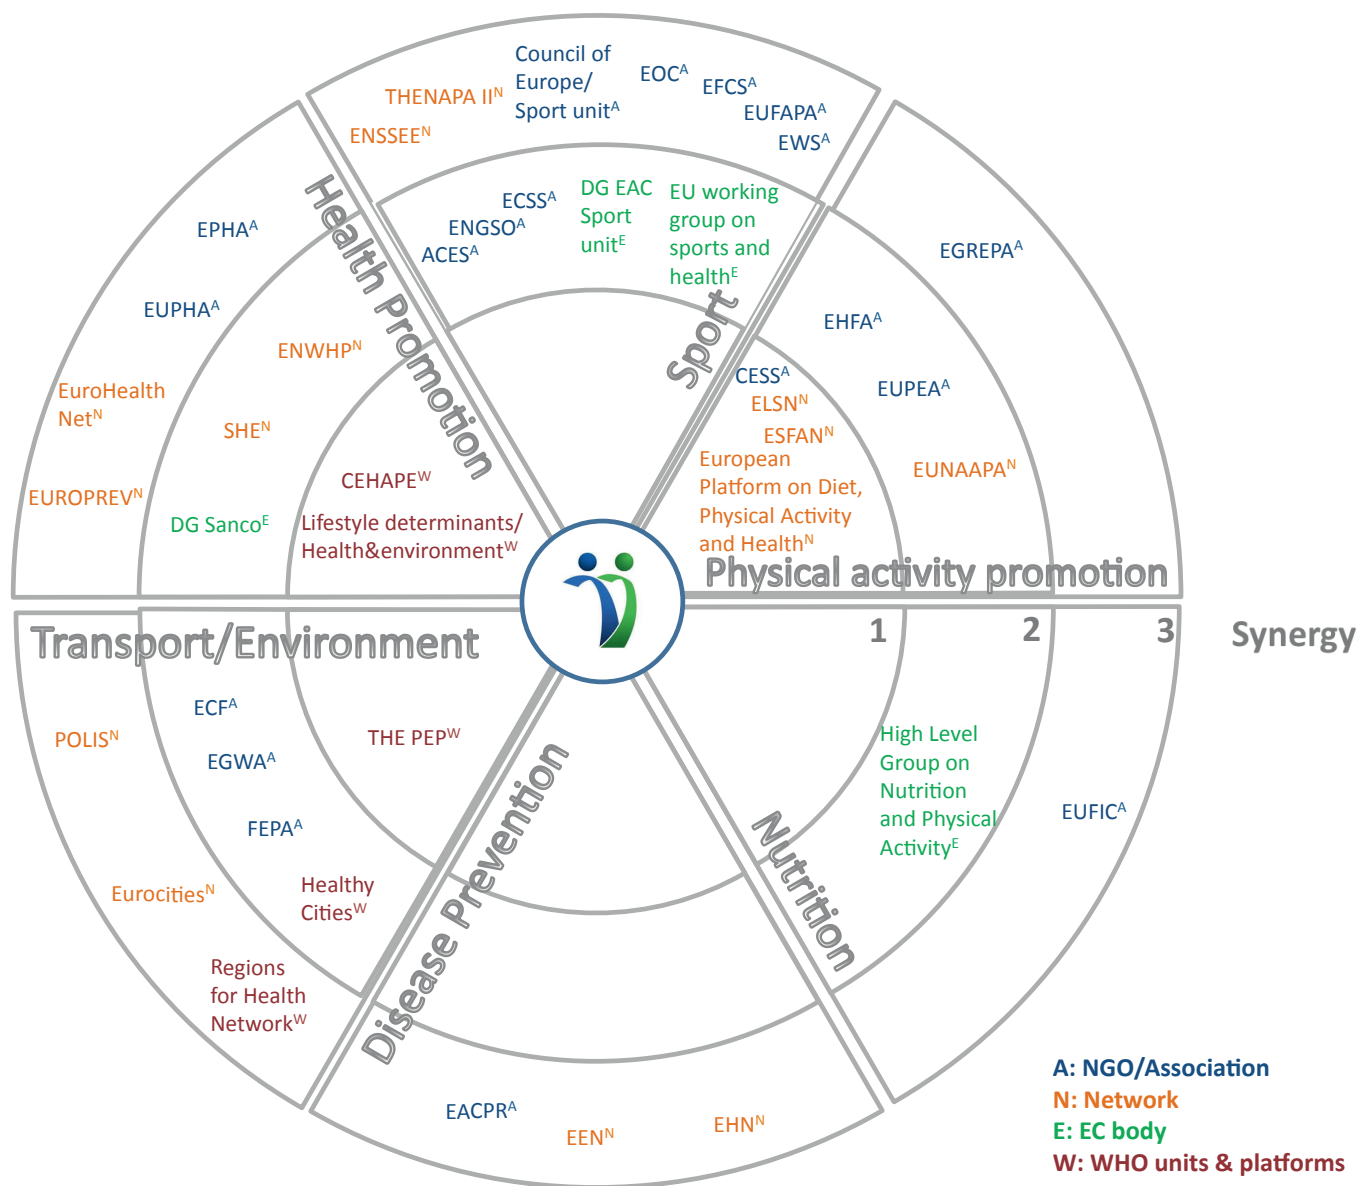 Council of
Europe/
Sport unitᴬ
EOCᴬ
EFCSᴬ
EUFAPAᴬ
EWSᴬ
THENAPA IIᴺ
ENSSEEᴺ
ECSSᴬ
ENGSOᴬ
ACESᴬ
DG EAC
Sport
unitᴱ
EU working
group on
sports and
healthᴱ
Sport
Health Promotion
EPHAᴬ
EUPHAᴬ
EuroHealth
Netᴺ
EUROPREVᴺ
ENWHPᴺ
SHEᴺ
DG Sancoᴱ
CEHAPEᵂ
Lifestyle determinants/
Health&environmentᵂ
EGREPAᴬ
EHFAᴬ
EUPEAᴬ
EUNAAPAᴺ
CESSᴬ
ELSNᴺ
ESFANᴺ
European
Platform on Diet,
Physical Activity
and Healthᴺ
Physical activity promotion
1 2 3 Synergy
Transport/Environment
POLISᴺ
Eurocitiesᴺ
Regions
for Health
Networkᵂ
ECFᴬ
EGWAᴬ
FEPAᴬ
Healthy
Citiesᵂ
THE PEPᵂ
Disease Prevention
EACPRᴬ
EENᴺ
EHNᴺ
Nutrition
High Level
Group on
Nutrition
and Physical
Activityᴱ
EUFICᴬ
A: NGO/Association
N: Network
E: EC body
W: WHO units & platforms